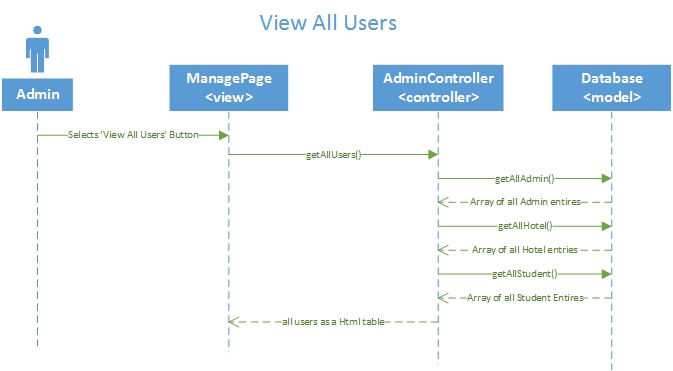 View All Users
Admin
ManagePage
<view>
AdminController
<controller>
Database
<model>
Selects 'View All Users' Button
getAllUsers()
getAllAdmin()
Array of all Admin entires
getAllHotel()
Array of all Hotel entries
getAllStudent()
Array of all Student Entires
all users as a Html table